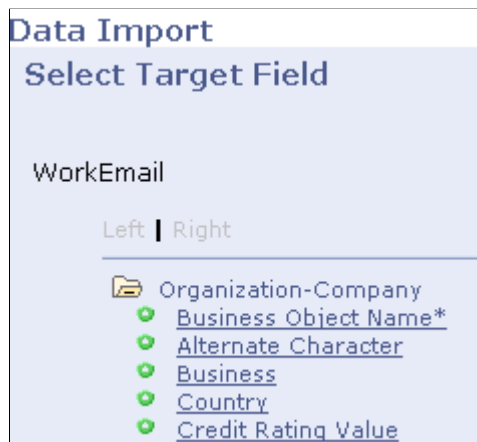 Data Import
Select Target Field
WorkEmail
Left | Right
Organization-Company
Business Object Name*
Alternate Character
Business
Country
Credit Rating Value